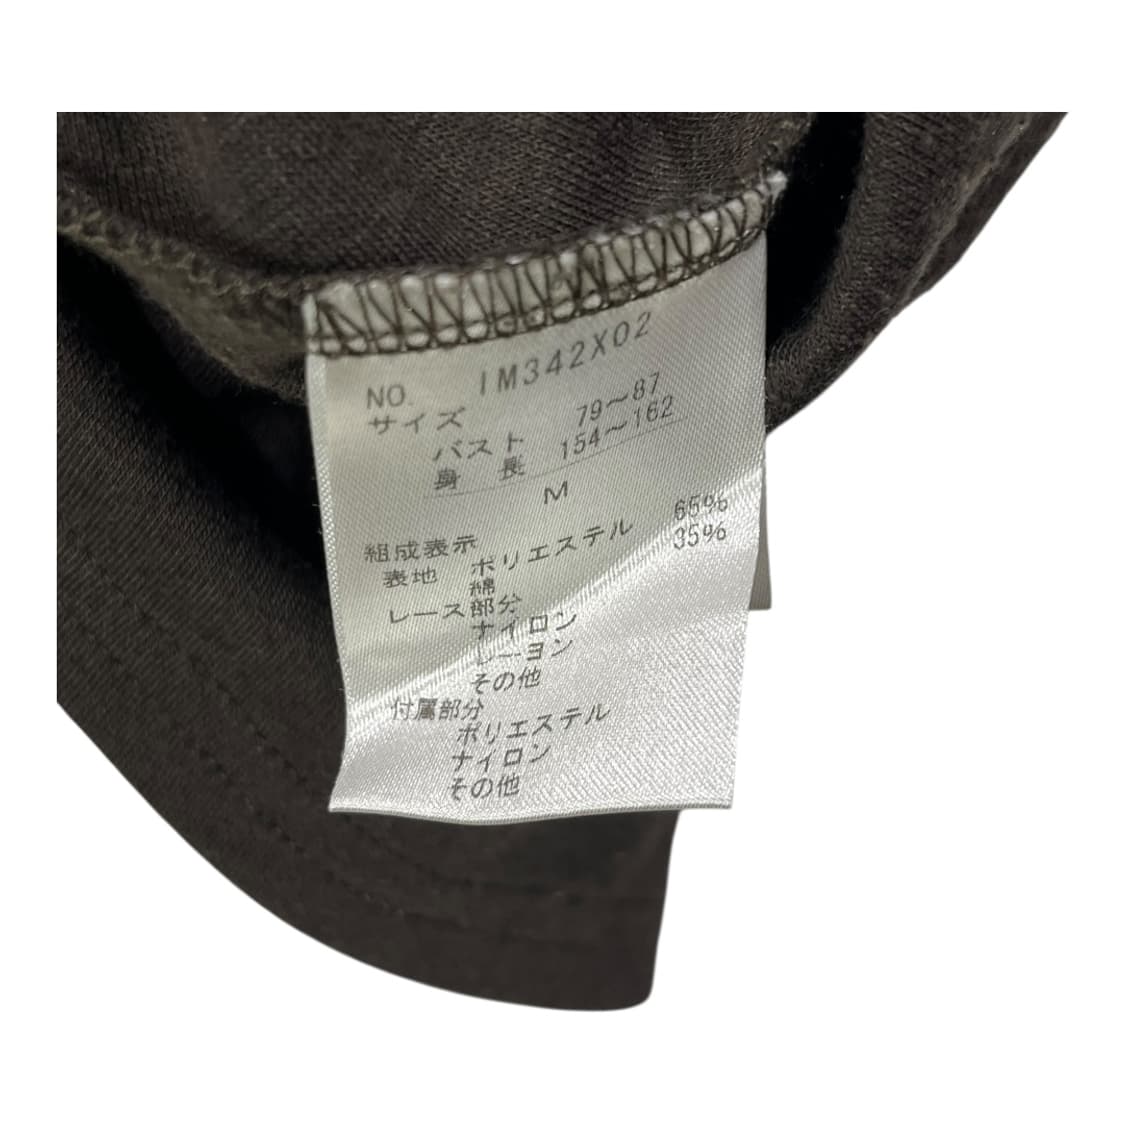 NO. IM342X02
サイズ
バスト 79～87
身長 154～162
M
組成表示
表地 ポリエステル 65%
綿 35%
レース部分
ナイロン
レーヨン
その他
付属部分
ポリエステル
ナイロン
その他